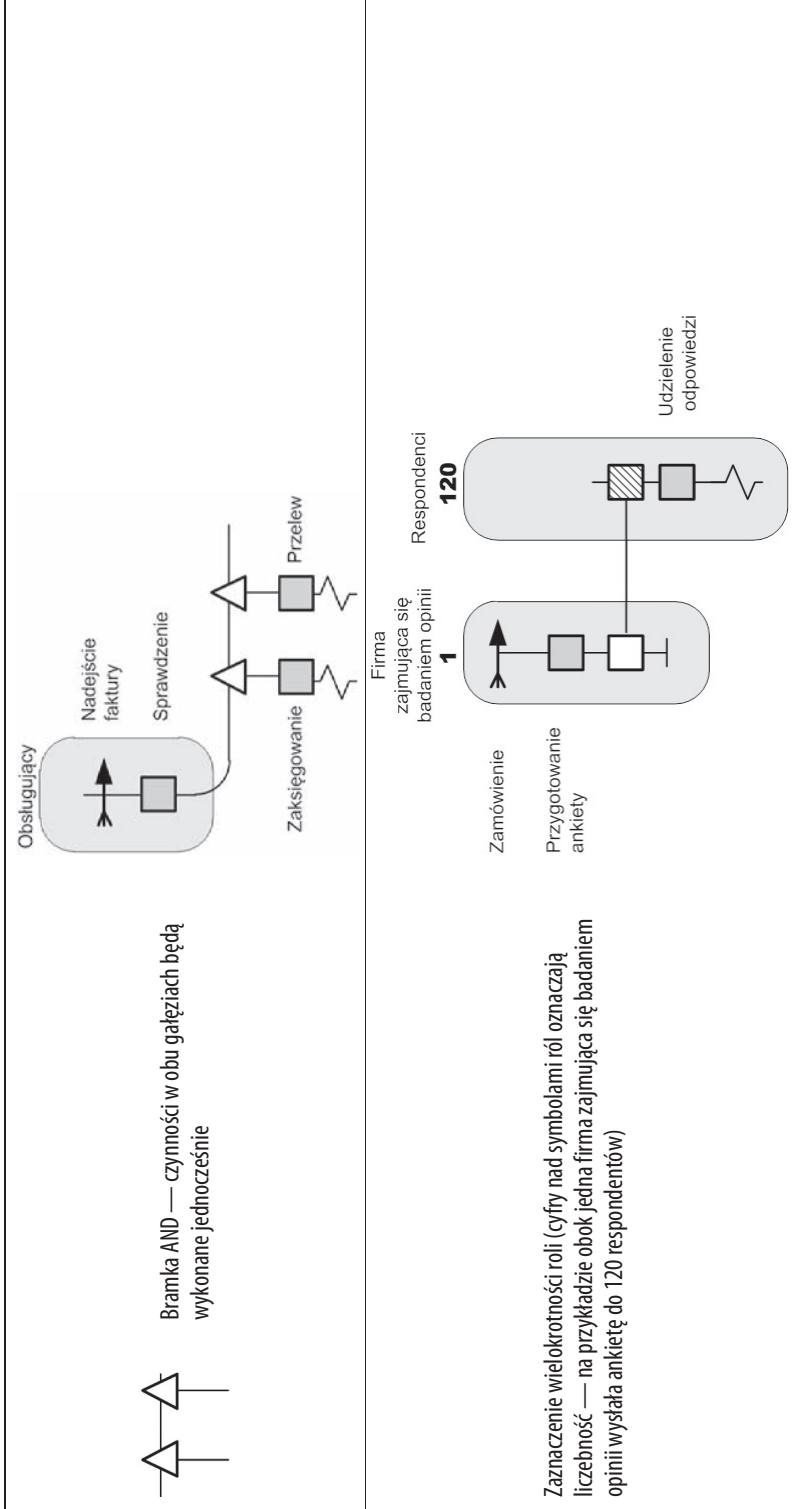 Bramka AND — czynności w obu gałęziach będą
wykonane jednocześnie
Obsługujący
Nadejście
faktury
Sprawdzenie
Zaksięgowanie
Przelew
Zaznaczenie wielokrotności roli (cyfry nad symbolami ról oznaczają
liczebność — na przykładzie obok jedna firma zajmująca się badaniem
opinii wysłała ankietę do 120 respondentów)
Zamówienie
Przygotowanie
ankiety
Firma
zajmująca się
badaniem opinii
1
Respondenci
120
Udzielenie
odpowiedzi